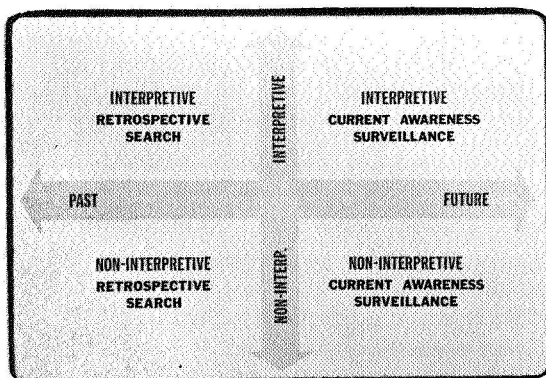 INTERPRETIVE
RETROSPECTIVE
SEARCH
INTERPRETIVE
INTERPRETIVE
CURRENT AWARENESS
SURVEILLANCE
PAST
FUTURE
NON-INTERPRETIVE
RETROSPECTIVE
SEARCH
NON-INTERP.
NON-INTERPRETIVE
CURRENT AWARENESS
SURVEILLANCE